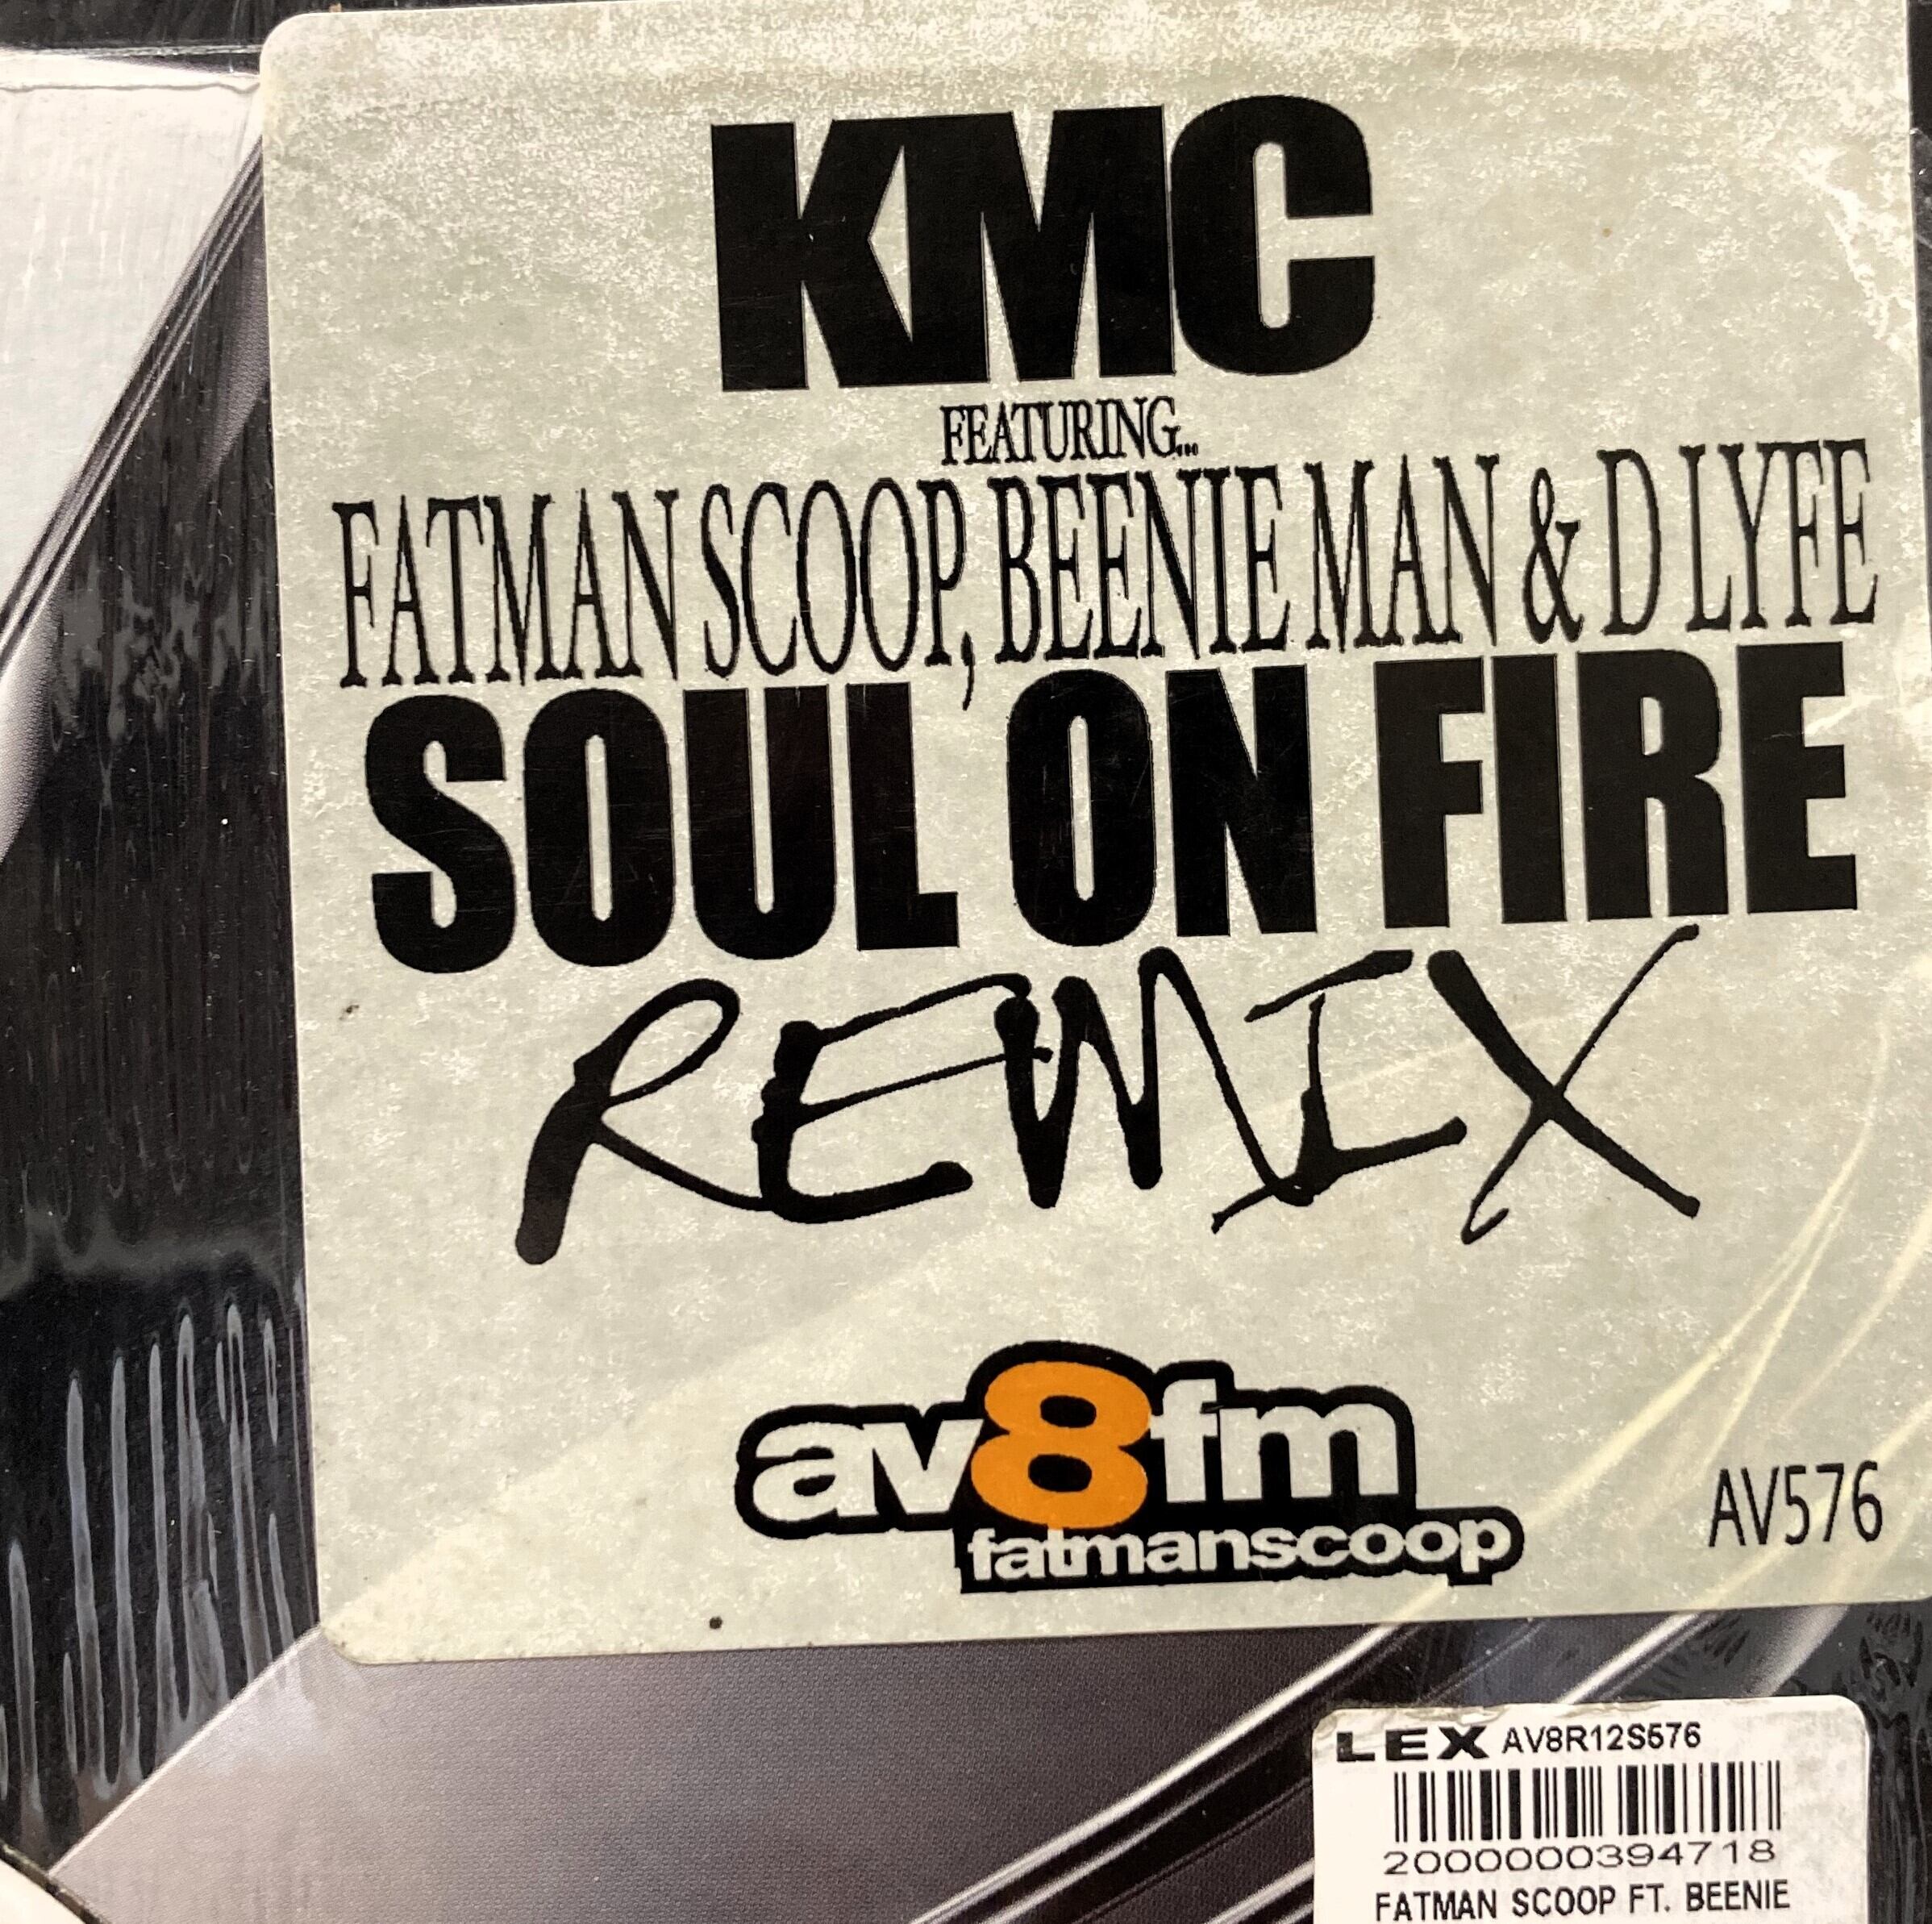 KMC
FEATURING...
FATMAN SCOOP, BEENIE MAN & D LYFE
SOUL ON FIRE
REMIX
av8fm
fatmanscoop
AV576
LEX AV8R12S576
2000000394718
FATMAN SCOOP FT. BEENIE